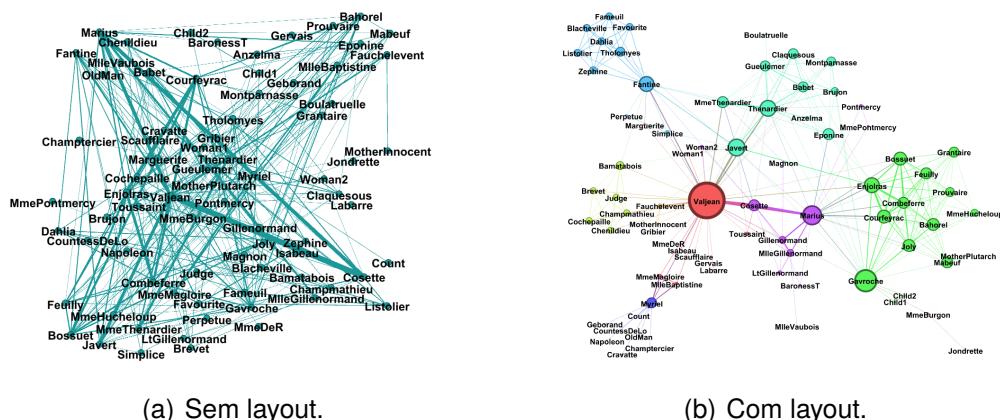 Marius
Bahorel
Child2
Prouvaire
Mabeuf
Chenildieu
BaronessT
Gervais
Eponine
Fantine
MlleVaubois
Anzelma
Fauchelevent
OldMan
Babet
Courfeyrac
Child1
MlleBaptistine
Geborand
Montparnasse
Boulatruelle
Grantaire
Tholomyes
Cravatte
Champtercier
Scaufflaire
Gribier
Woman1
MotherInnocent
Marguerite
Thenardier
Jondrette
Cochepaille
Gueulemer
Myriel
Woman2
Enjolras
Valjean
MotherPlutarch
Claquesous
MmePontmercy
Toussaint
Pontmercy
Labarre
Brujon
MmeBurgon
Dahlia
Gillenormand
CountessDeLo
Joly
Zephine
Napoleon
Isabeau
Magnon
Count
Judge
Blacheville
Cosette
Combeferre
Bamatabois
MmeMagloire
Champmathieu
Feuilly
Fameuil
MlleGillenormand
Favourite
Gavroche
Listolier
MmeHucheloup
Perpetue
MmeThenardier
MmeDeR
Bossuet
LtGillenormand
Javert
Simplice
Brevet
(a) Sem layout.
Fameuil
Blacheville
Favourite
Dahlia
Listolier
Tholomyes
Zephine
Fantine
Boulatruelle
Claquesous
Gueulemer
Montparnasse
Babet
Brujon
MmeThenardier
Thenardier
Pontmercy
Anzelma
Perpetue
Eponine
MmePontmercy
Marguerite
Simplice
Woman2
Woman1
Javert
Magnon
Bossuet
Grantaire
Bamatabois
Feuilly
Enjolras
Brevet
Judge
Valjean
Cosette
Combeferre
Prouvaire
Fauchelevent
Champmathieu
Marius
Courfeyrac
MmeHucheloup
Cochepaille
MotherInnocent
Bahorel
Chenildieu
Gribier
Toussaint
Gillenormand
Joly
MmeDeR
MlleGillenormand
MotherPlutarch
Isabeau
Mabeuf
Scaufflaire
Gervais
Labarre
LtGillenormand
MmeMagloire
Gavroche
MlleBaptistine
BaronessT
Myriel
Child2
Child1
Count
MmeBurgon
Geborand
CountessDeLo
OldMan
MlleVaubois
Napoleon
Champtercier
Cravatte
Jondrette
(b) Com layout.